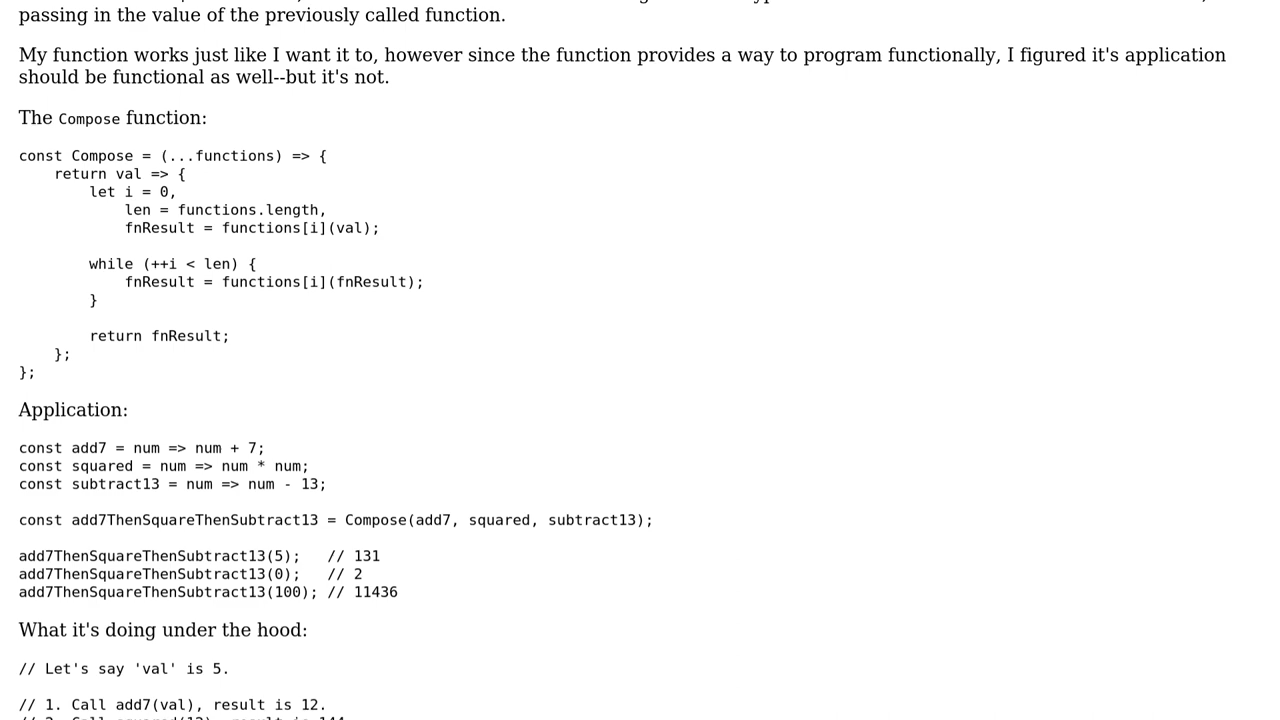 passing in the value of the previously called function.
My function works just like I want it to, however since the function provides a way to program functionally, I figured it's application
should be functional as well--but it's not.
The Compose function:
const Compose = (...functions) => {
    return val => {
        let i = 0,
            len = functions.length,
            fnResult = functions[i](val);
        while (++i < len) {
            fnResult = functions[i](fnResult);
        }
        return fnResult;
    };
};
Application:
const add7 = num => num + 7;
const squared = num => num * num;
const subtract13 = num => num - 13;
const add7ThenSquareThenSubtract13 = Compose(add7, squared, subtract13);
add7ThenSquareThenSubtract13(5);   // 131
add7ThenSquareThenSubtract13(0);   // 2
add7ThenSquareThenSubtract13(100); // 11436
What it's doing under the hood:
// Let's say 'val' is 5.
// 1. Call add7(val), result is 12.